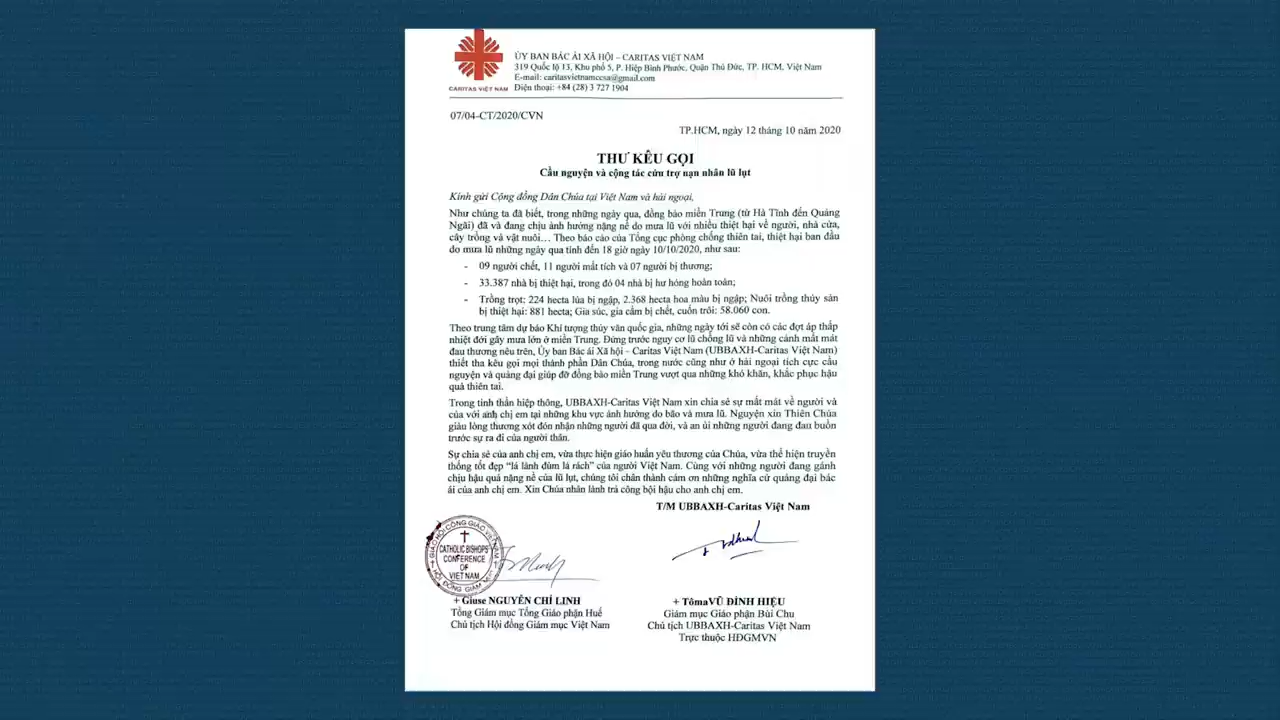 ỦY BAN BÁC ÁI XÃ HỘI – CARITAS VIỆT NAM
319 Quốc lộ 13, Khu phố 5, P. Hiệp Bình Phước, Quận Thủ Đức, TP. HCM, Việt Nam
E-mail: caritasvietnamccsa@gmail.com
CARITAS VIỆT NAM
Điện thoại: +84 (28) 3 727 1904
07/04-CT/2020/CVN
TP.HCM, ngày 12 tháng 10 năm 2020
THƯ KÊU GỌI
Cầu nguyện và cộng tác cứu trợ nạn nhân lũ lụt
Kính gửi Cộng đồng Dân Chúa tại Việt Nam và hải ngoại,
Như chúng ta đã biết, trong những ngày qua, đồng bào miền Trung (từ Hà Tĩnh đến Quảng
Ngãi) đã và đang chịu ảnh hưởng nặng nề do mưa lũ với nhiều thiệt hại về người, nhà cửa,
cây trồng và vật nuôi… Theo báo cáo của Tổng cục phòng chống thiên tai, thiệt hại ban đầu
do mưa lũ những ngày qua tính đến 18 giờ ngày 10/10/2020, như sau:
- 09 người chết, 11 người mất tích và 07 người bị thương;
- 33.387 nhà bị thiệt hại, trong đó 04 nhà bị hư hỏng hoàn toàn;
- Trồng trọt: 224 hecta lúa bị ngập, 2.368 hecta hoa màu bị ngập; Nuôi trồng thủy sản
bị thiệt hại: 881 hecta; Gia súc, gia cầm bị chết, cuốn trôi: 58.060 con.
Theo trung tâm dự báo Khí tượng thủy văn quốc gia, những ngày tới sẽ còn có các đợt áp thấp
nhiệt đới gây mưa lớn ở miền Trung. Đứng trước nguy cơ lũ chồng lũ và những cảnh mất mát
đau thương nêu trên, Ủy ban Bác ái Xã hội – Caritas Việt Nam (UBBAXH-Caritas Việt Nam)
thiết tha kêu gọi mọi thành phần Dân Chúa, trong nước cũng như ở hải ngoại tích cực cầu
nguyện và quảng đại giúp đỡ đồng bào miền Trung vượt qua những khó khăn, khắc phục hậu
quả thiên tai.
Trong tinh thần hiệp thông, UBBAXH-Caritas Việt Nam xin chia sẻ sự mất mát về người và
của với anh chị em tại những khu vực ảnh hưởng do bão và mưa lũ. Nguyện xin Thiên Chúa
giàu lòng thương xót đón nhận những người đã qua đời, và an ủi những người đang đau buồn
trước sự ra đi của người thân.
Sự chia sẻ của anh chị em, vừa thực hiện giáo huấn yêu thương của Chúa, vừa thể hiện truyền
thống tốt đẹp “lá lành đùm lá rách” của người Việt Nam. Cùng với những người đang gánh
chịu hậu quả nặng nề của lũ lụt, chúng tôi chân thành cám ơn những nghĩa cử quảng đại bác
ái của anh chị em. Xin Chúa nhân lành trả công bội hậu cho anh chị em.
T/M UBBAXH-Caritas Việt Nam
GIÁO HỘI CÔNG GIÁO VIỆT NAM
CATHOLIC BISHOPS'
CONFERENCE
OF
VIET NAM
HỘI ĐỒNG GIÁM MỤC
+ Giuse NGUYỄN CHÍ LINH
Tổng Giám mục Tổng Giáo phận Huế
Chủ tịch Hội đồng Giám mục Việt Nam
+ TômaVŨ ĐÌNH HIỆU
Giám mục Giáo phận Bùi Chu
Chủ tịch UBBAXH-Caritas Việt Nam
Trực thuộc HĐGMVN